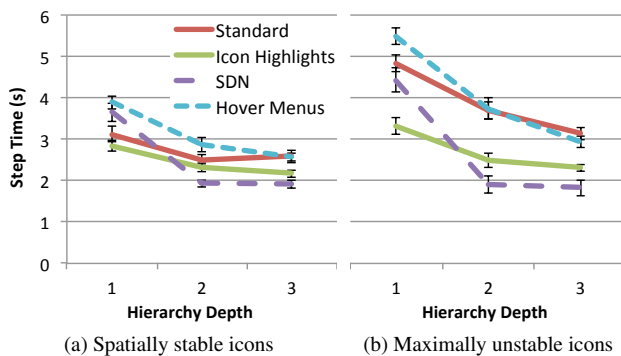 Step Time (s)
6
5
4
3
2
1
0
Standard
Icon Highlights
SDN
Hover Menus
1 2 3
Hierarchy Depth
1 2 3
Hierarchy Depth
(a) Spatially stable icons
(b) Maximally unstable icons